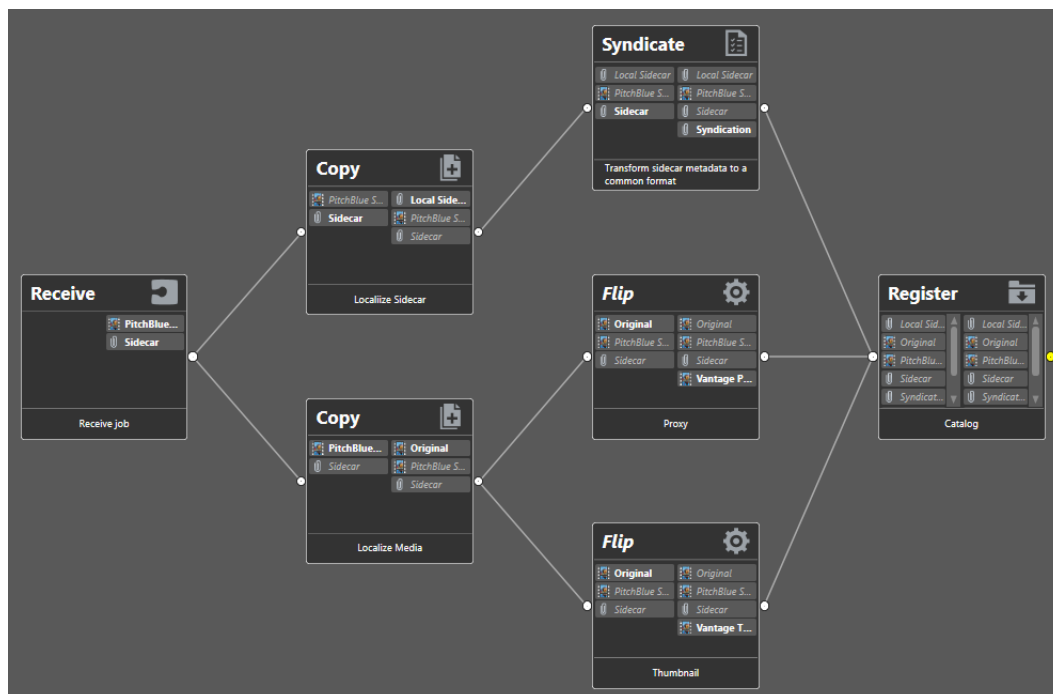 Syndicate
Local Sidecar Local Sidecar
PitchBlue S... PitchBlue S...
Sidecar Sidecar
Syndication
Transform sidecar metadata to a
common format
Copy
PitchBlue S... Local Side...
Sidecar PitchBlue S...
Sidecar
Localiize Sidecar
Receive
PitchBlue...
Sidecar
Receive job
Flip
Original Original
PitchBlue S... PitchBlue S...
Sidecar Sidecar
Vantage P...
Proxy
Register
Local Sid... Local Sid...
Original Original
PitchBlu... PitchBlu...
Sidecar Sidecar
Syndicat... Syndicat...
Catalog
Copy
PitchBlue... Original
Sidecar PitchBlue S...
Sidecar
Localize Media
Flip
Original Original
PitchBlue S... PitchBlue S...
Sidecar Sidecar
Vantage T...
Thumbnail